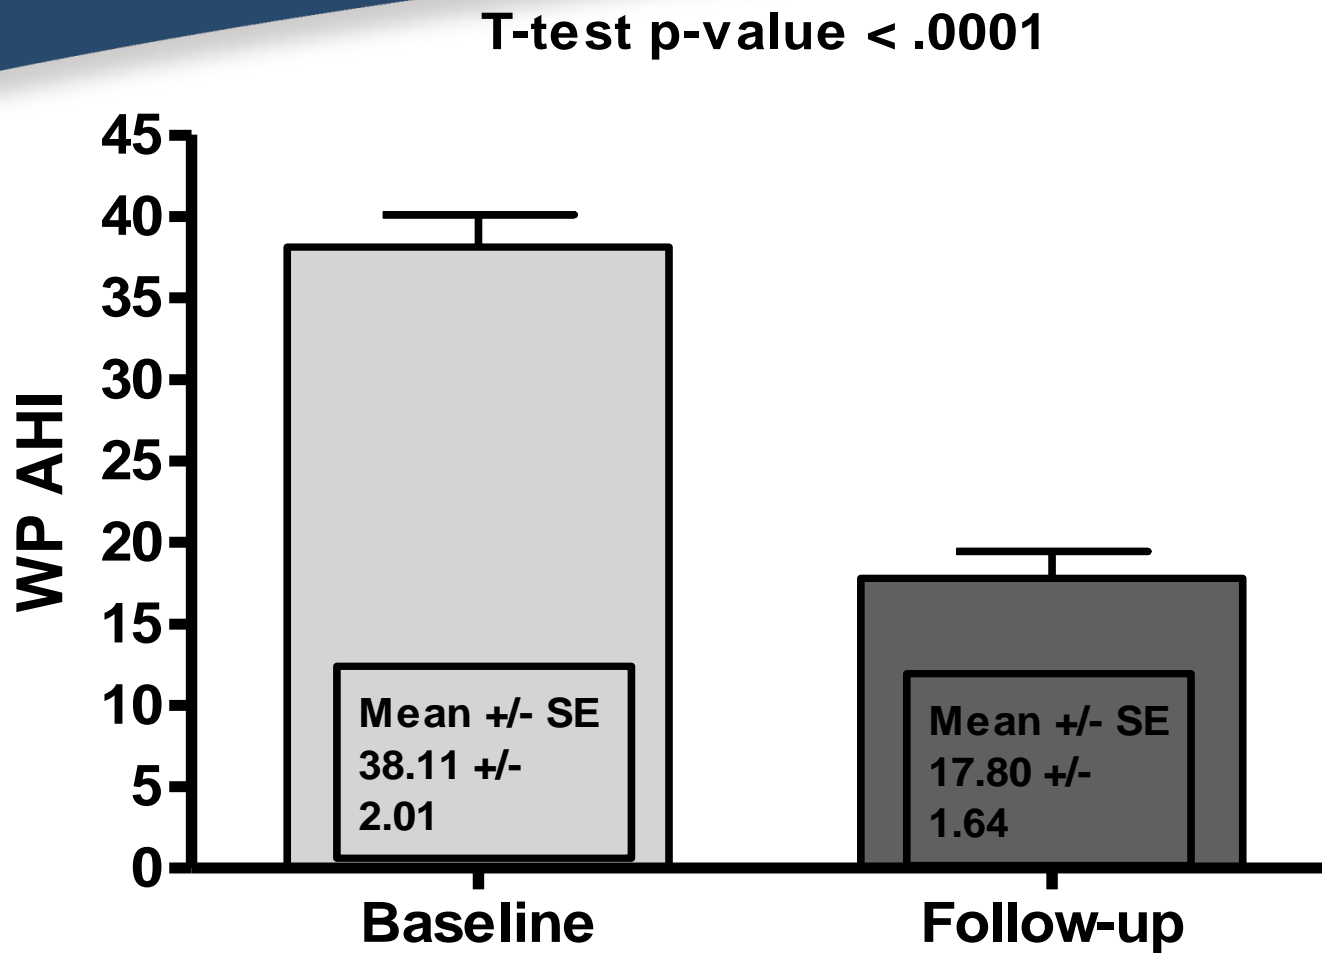 T-test p-value < .0001
45
40
35
30
25
20
15
10
5
0
WP AHI
Mean +/- SE
38.11 +/-
2.01
Mean +/- SE
17.80 +/-
1.64
Baseline
Follow-up